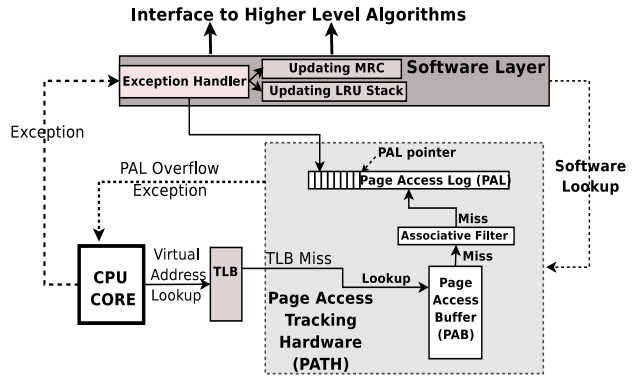 Interface to Higher Level Algorithms
Exception Handler
Updating MRC
Updating LRU Stack
Software Layer
Exception
PAL Overflow
Exception
PAL pointer
Page Access Log (PAL)
Software
Lookup
Miss
Associative Filter
Miss
CPU
CORE
Virtual
Address
Lookup
TLB
TLB Miss
Lookup
Page
Access
Buffer
(PAB)
Page Access
Tracking
Hardware
(PATH)